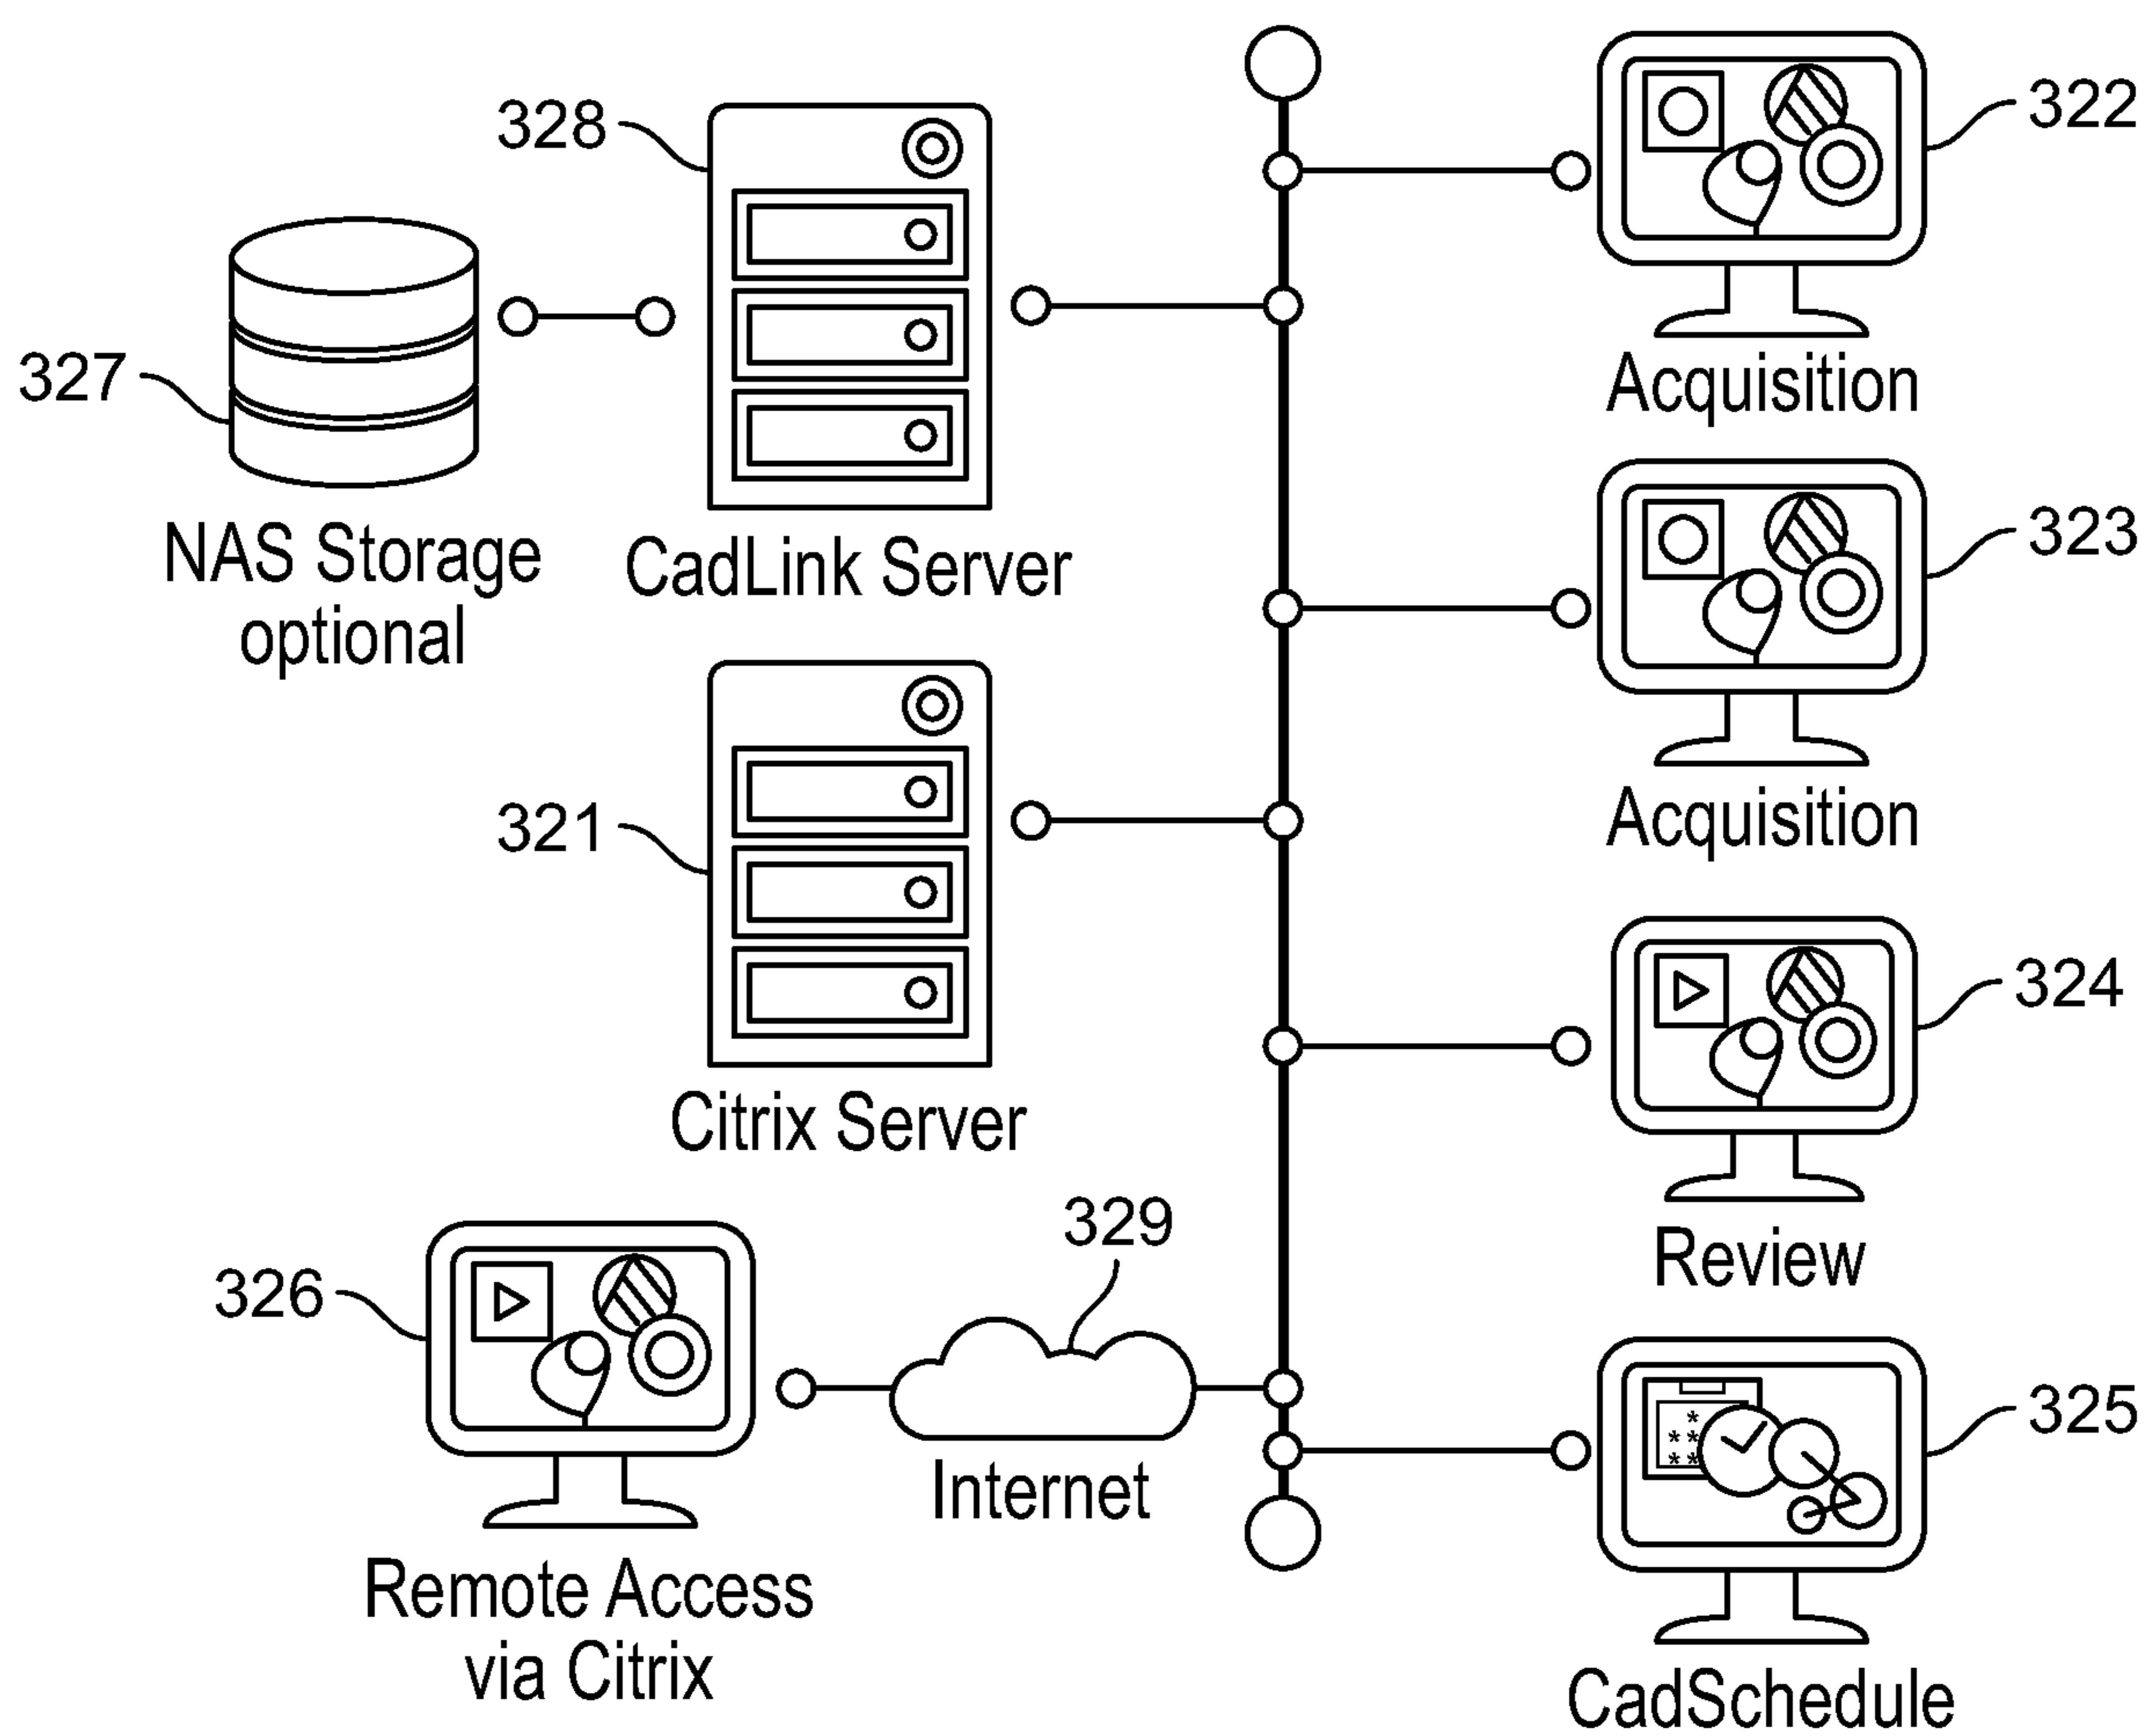 322
328
327
Acquisition
NAS Storage
optional
CadLink Server
323
321
Acquisition
324
Citrix Server
329
Review
326
325
Internet
Remote Access
via Citrix
CadSchedule